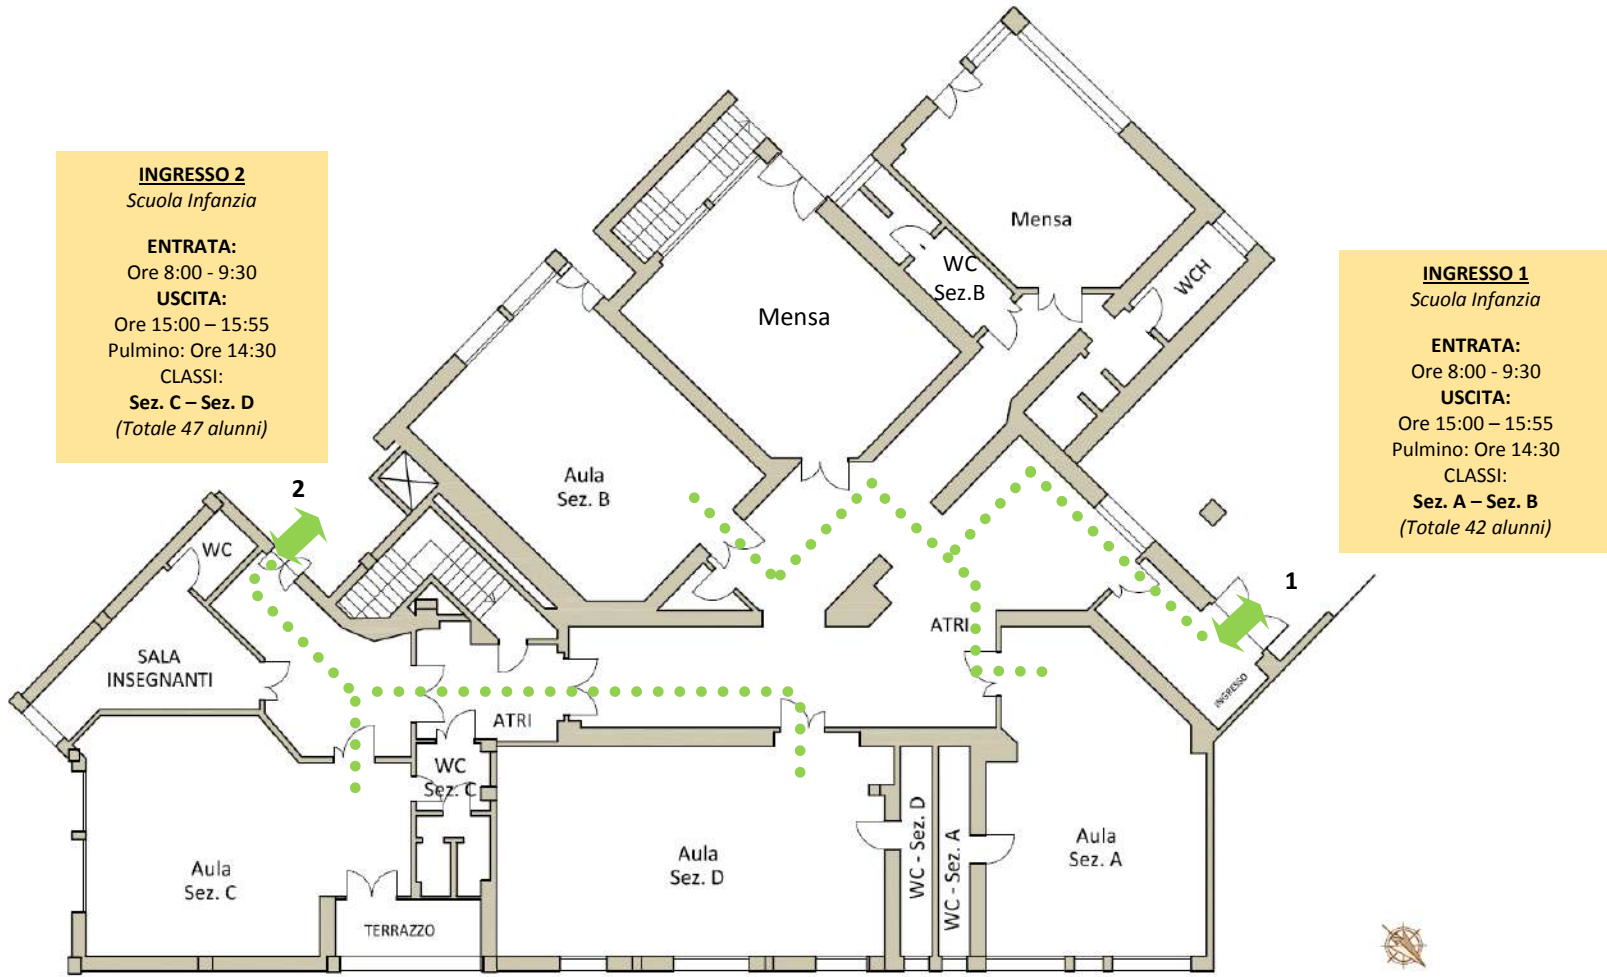 INGRESSO 2
Scuola Infanzia
ENTRATA:
Ore 8:00 - 9:30
USCITA:
Ore 15:00 – 15:55
Pulmino: Ore 14:30
CLASSI:
Sez. C – Sez. D
(Totale 47 alunni)
INGRESSO 1
Scuola Infanzia
ENTRATA:
Ore 8:00 - 9:30
USCITA:
Ore 15:00 – 15:55
Pulmino: Ore 14:30
CLASSI:
Sez. A – Sez. B
(Totale 42 alunni)
Mensa
WCH
WC
Sez.B
Mensa
Aula
Sez. B
2
WC
1
SALA
INSEGNANTI
ATRI
INGRESSO
ATRI
WC
Sez. C
Aula
Sez. C
TERRAZZO
Aula
Sez. D
WC - Sez. D
WC - Sez. A
Aula
Sez. A